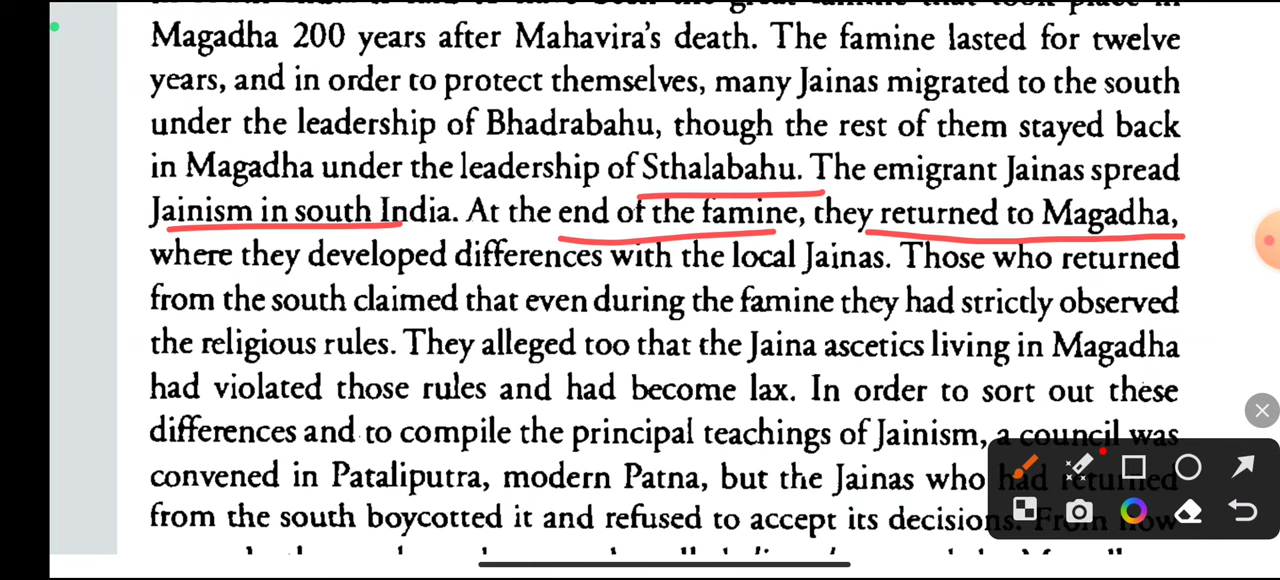 Magadha 200 years after Mahavira's death. The famine lasted for twelve
years, and in order to protect themselves, many Jainas migrated to the south
under the leadership of Bhadrabahu, though the rest of them stayed back
in Magadha under the leadership of Sthalabahu. The emigrant Jainas spread
Jainism in south India. At the end of the famine, they returned to Magadha,
where they developed differences with the local Jainas. Those who returned
from the south claimed that even during the famine they had strictly observed
the religious rules. They alleged too that the Jaina ascetics living in Magadha
had violated those rules and had become lax. In order to sort out these
differences and to compile the principal teachings of Jainism, a council was
convened in Pataliputra, modern Patna, but the Jainas who had returned
from the south boycotted it and refused to accept its decisions. From now